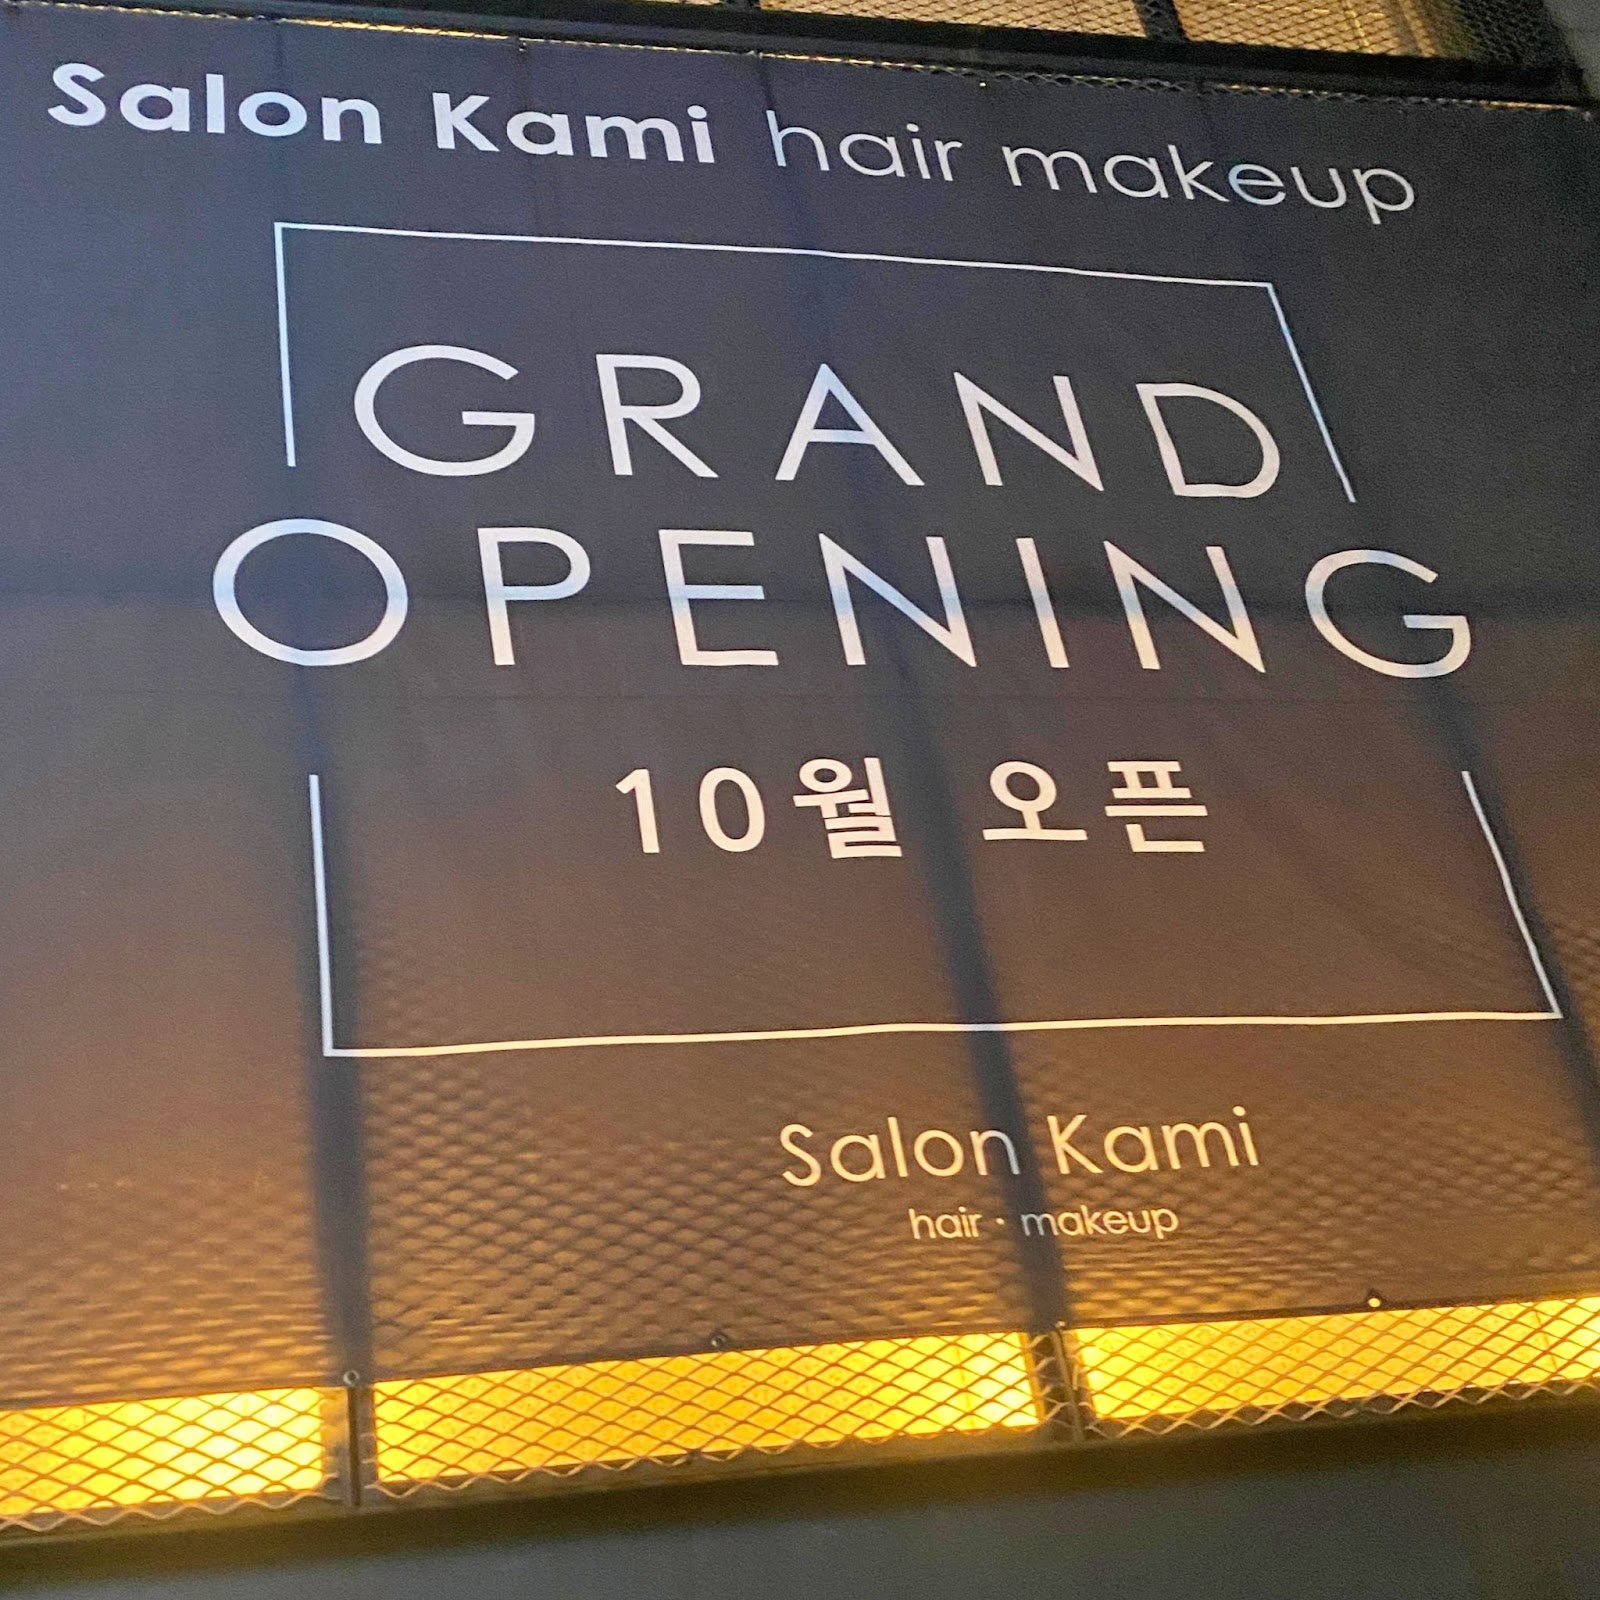 Salon Kami hair makeup
GRAND
OPENING
10월 오픈
Salon Kami
hair · makeup